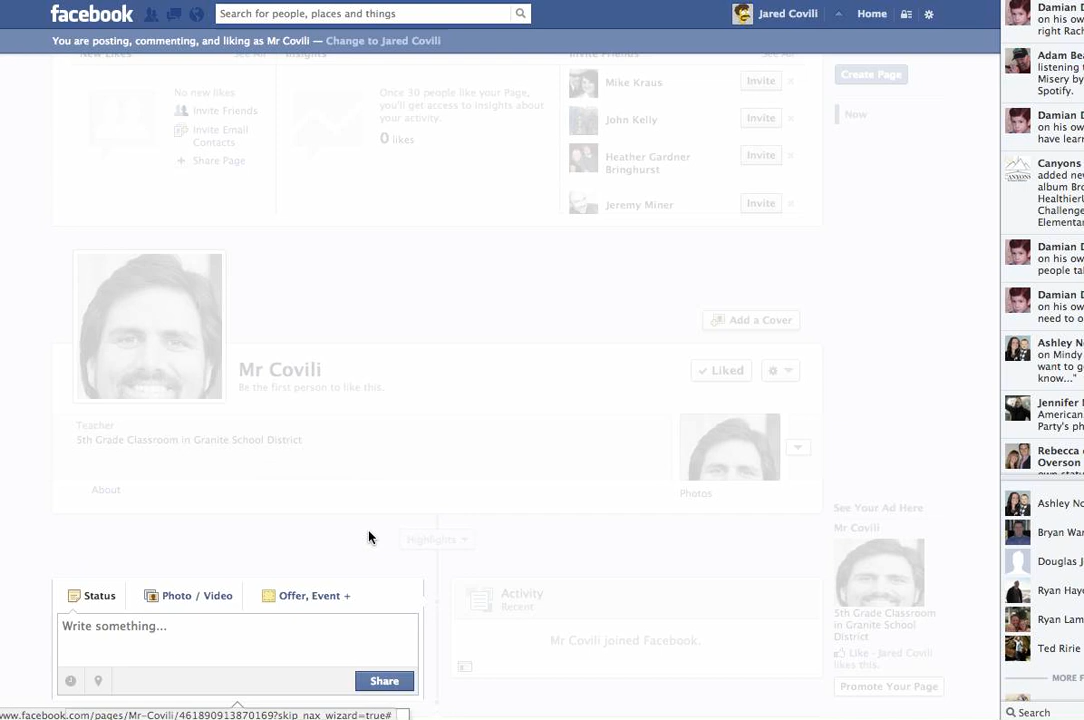 facebook
Search for people, places and things
Jared Covili
Home
You are posting, commenting, and liking as Mr Covili — Change to Jared Covili
New Likes
See All
Insights
Invite Friends
See All
No new likes
Invite Friends
Invite Email
Contacts
+ Share Page
Once 30 people like your Page,
you'll get access to insights about
your activity.
0 likes
Mike Kraus
Invite
John Kelly
Invite
Heather Gardner
Bringhurst
Invite
Jeremy Miner
Invite
Create Page
Now
Add a Cover
Mr Covili
Be the first person to like this.
Liked
Teacher
5th Grade Classroom in Granite School District
About
Photos
Highlights
Status
Photo / Video
Offer, Event +
Write something...
Share
Activity
Recent
Mr Covili joined Facebook.
See Your Ad Here
Mr Covili
5th Grade Classroom
in Granite School
District
Like · Jared Covili
likes this.
Promote Your Page
www.facebook.com/pages/Mr-Covili/461890913870169?skip_nax_wizard=true#
Damian D
on his ow
right Rach
Adam Bea
listening t
Misery by
Spotify.
Damian D
on his ow
have learn
Canyons
added new
album Bro
Healthier
Challenge
Elementar
Damian D
on his ow
people tal
Damian D
on his ow
need to o
Ashley No
on Mindy
want to ge
know..."
Jennifer M
American
Party's ph
Rebecca
Overson
own statu
Ashley No
Bryan War
Douglas J
Ryan Hayc
Ryan Lam
Ted Ririe
MORE F
Search